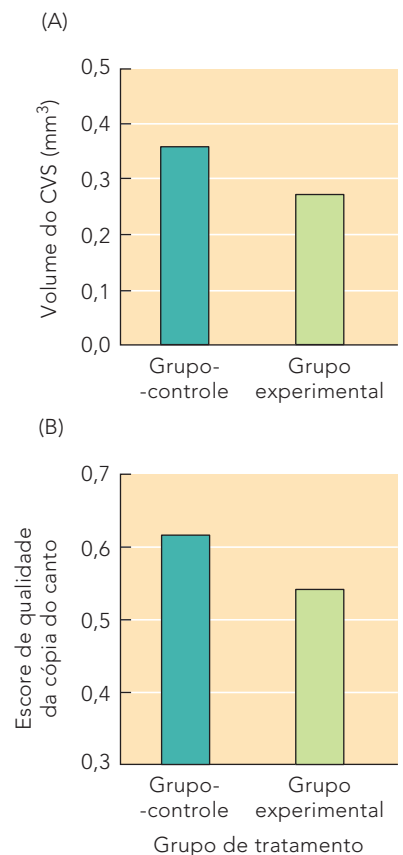 (A)
Volume do CVS (mm³)
0,5
0,4
0,3
0,2
0,1
0,0
Grupo-
-controle
Grupo
experimental
(B)
Escore de qualidade
da cópia do canto
0,7
0,6
0,5
0,4
0,3
Grupo-
-controle
Grupo
experimental
Grupo de tratamento